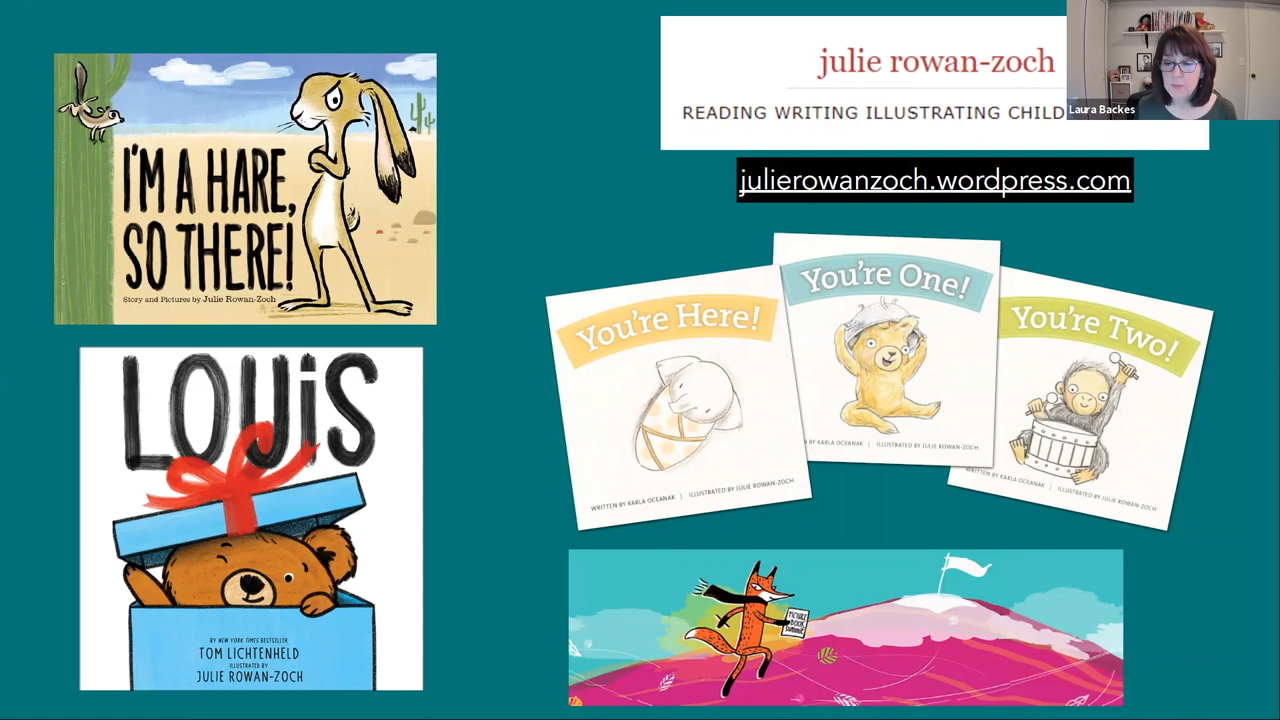 julie rowan-zoch
READING WRITING ILLUSTRATING CHILD
Laura Backes
julierowanzoch.wordpress.com
I'M A HARE,
SO THERE!
Story and Pictures by Julie Rowan-Zoch
LOUiS
BY NEW YORK TIMES BESTSELLER
TOM LICHTENHELD
ILLUSTRATED BY
JULIE ROWAN-ZOCH
You're Here!
WRITTEN BY KARLA OCEANAK | ILLUSTRATED BY JULIE ROWAN-ZOCH
You're One!
BY KARLA OCEANAK | ILLUSTRATED BY JULIE ROWAN-ZOCH
You're Two!
WRITTEN BY KARLA OCEANAK | ILLUSTRATED BY JULIE ROWAN-ZOCH
PICTURE
BOOK
SUMMIT